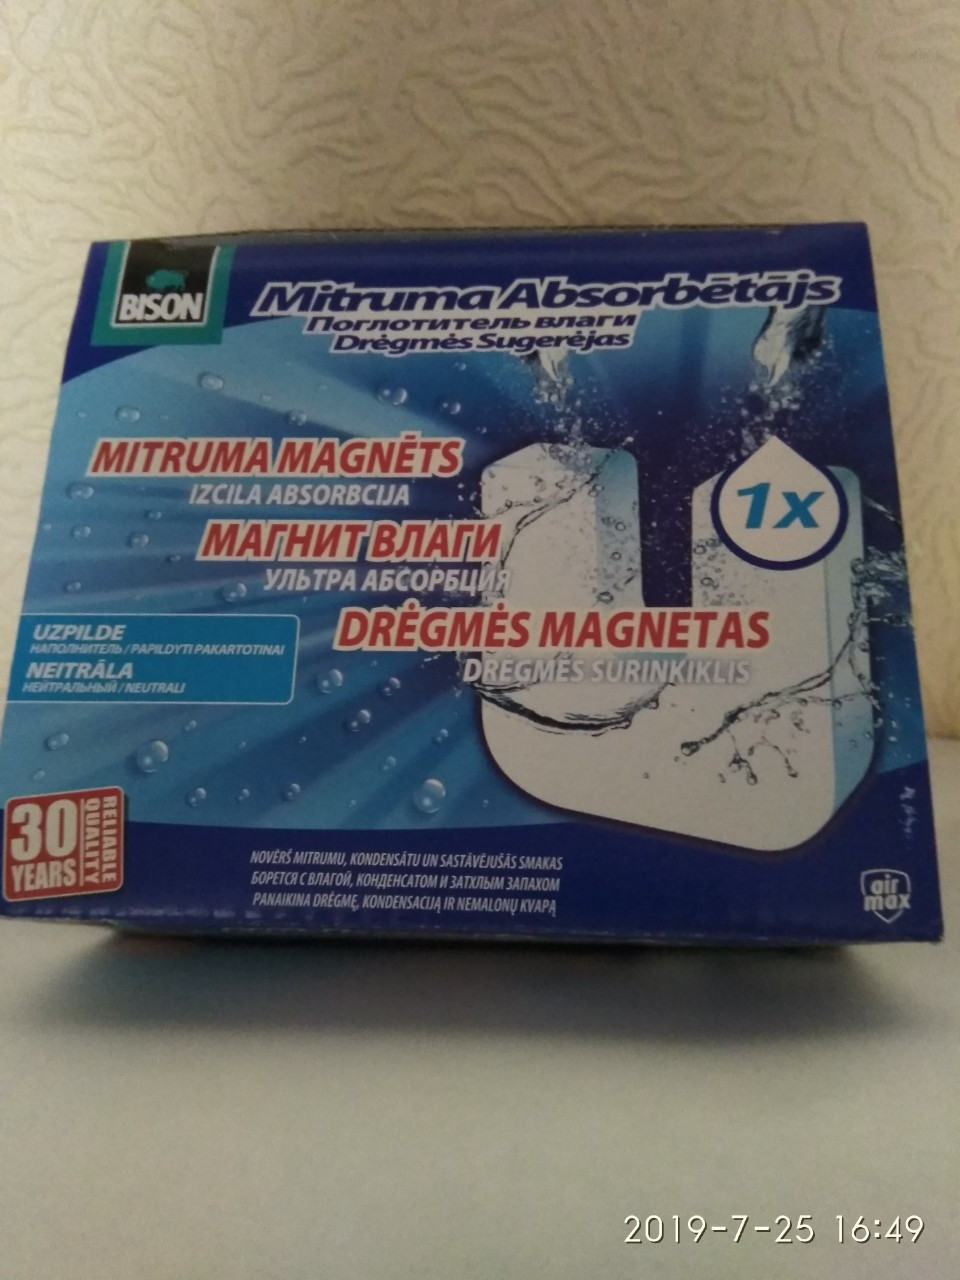 BISON
Mitruma Absorbētājs
Поглотитель влаги
Drėgmės Sugerėjas
MITRUMA MAGNĒTS
IZCILA ABSORBCIJA
1x
МАГНИТ ВЛАГИ
УЛЬТРА АБСОРБЦИЯ
DRĖGMĖS MAGNETAS
DRĖGMĖS SURINKIKLIS
UZPILDE
НАПОЛНИТЕЛЬ / PAPILDYTI PAKARTOTINAI
NEITRĀLA
НЕЙТРАЛЬНЫЙ / NEUTRALI
30
YEARS
RELIABLE
QUALITY
NOVĒRŠ MITRUMU, KONDENSĀTU UN SASTĀVĒJUŠĀS SMAKAS
БОРЕТСЯ С ВЛАГОЙ, КОНДЕНСАТОМ И ЗАТХЛЫМ ЗАПАХОМ
PANAIKINA DRĖGMĘ, KONDENSACIJĄ IR NEMALONŲ KVAPĄ
air
max
2019-7-25 16:49